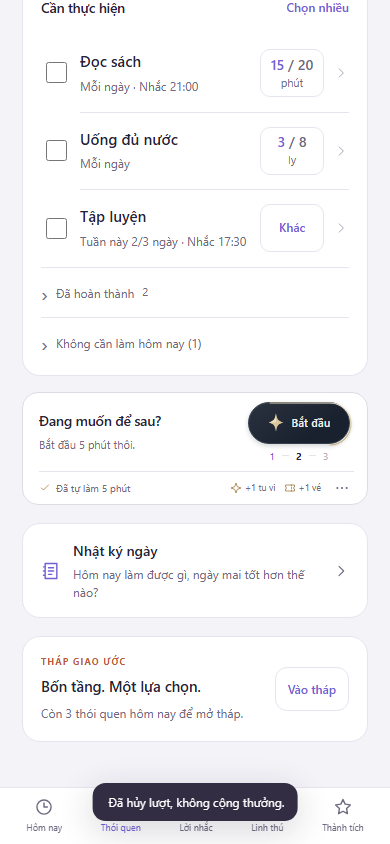 Cần thực hiện
Chọn nhiều
Đọc sách
Mỗi ngày · Nhắc 21:00
15 / 20
phút
Uống đủ nước
Mỗi ngày
3 / 8
ly
Tập luyện
Tuần này 2/3 ngày · Nhắc 17:30
Khác
Đã hoàn thành 2
Không cần làm hôm nay (1)
Đang muốn để sau?
Bắt đầu 5 phút thôi.
Bắt đầu
1 2 3
Đã tự làm 5 phút
+1 tu vi
+1 vé
Nhật ký ngày
Hôm nay làm được gì, ngày mai tốt hơn thế
nào?
THÁP GIAO ƯỚC
Bốn tầng. Một lựa chọn.
Còn 3 thói quen hôm nay để mở tháp.
Vào tháp
Đã hủy lượt, không cộng thưởng.
Hôm nay
Thói quen
Lời nhắc
Linh thú
Thành tích